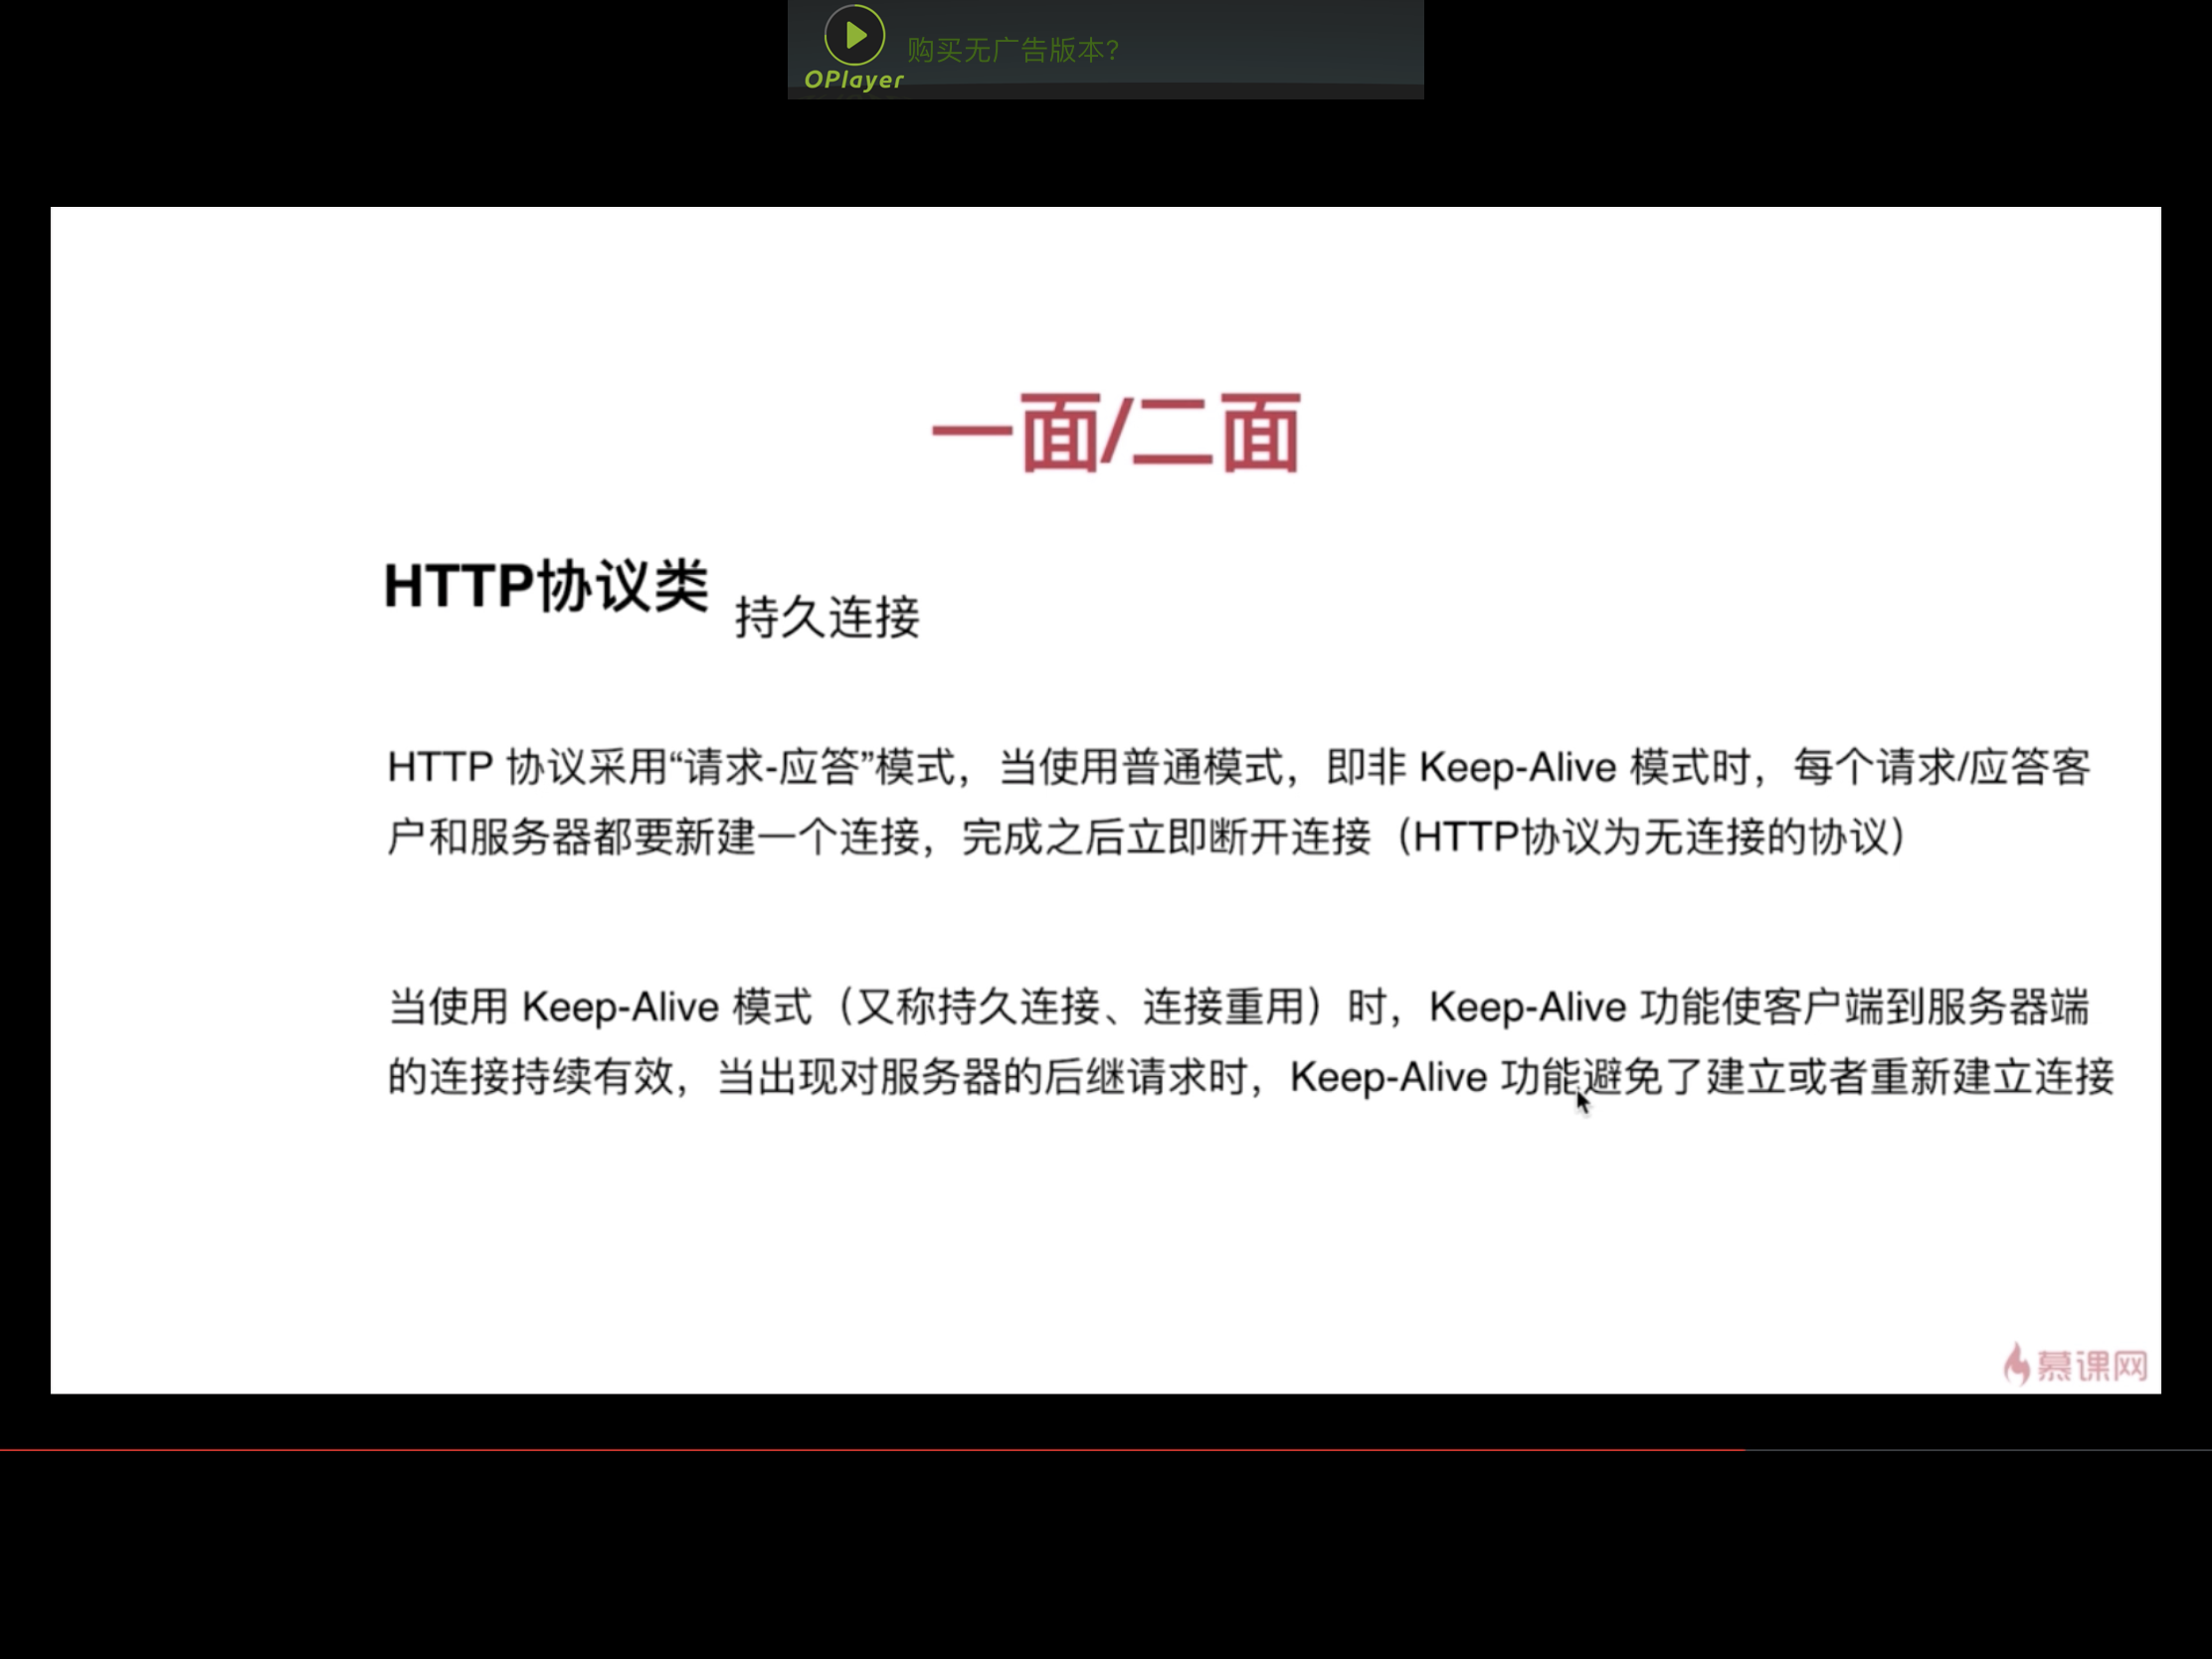 购买无广告版本?
OPlayer
一面/二面
HTTP协议类 持久连接
HTTP 协议采用“请求-应答”模式，当使用普通模式，即非 Keep-Alive 模式时，每个请求/应答客
户和服务器都要新建一个连接，完成之后立即断开连接（HTTP协议为无连接的协议）
当使用 Keep-Alive 模式（又称持久连接、连接重用）时，Keep-Alive 功能使客户端到服务器端
的连接持续有效，当出现对服务器的后继请求时，Keep-Alive 功能避免了建立或者重新建立连接
慕课网